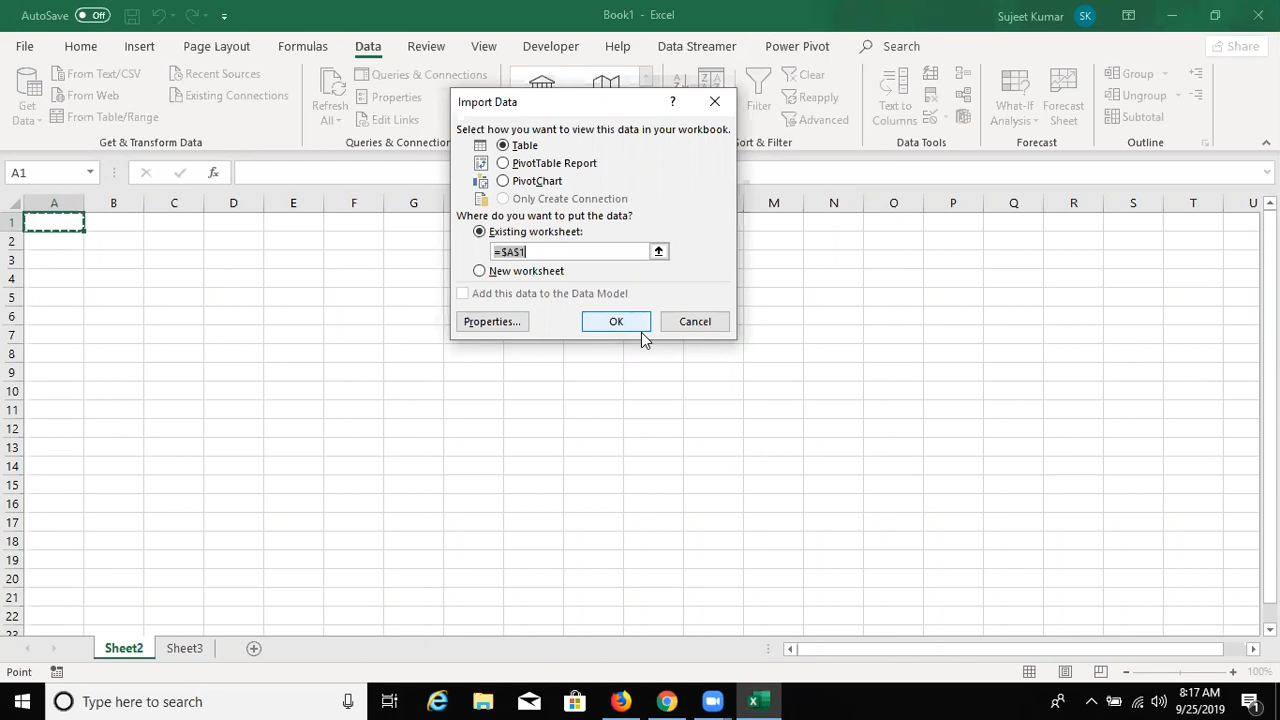 AutoSave Off
Book1 - Excel
Sujeet Kumar SK
File Home Insert Page Layout Formulas Data Review View Developer Help Data Streamer Power Pivot Search Share
Get Data
From Text/CSV
From Web
From Table/Range
Recent Sources
Existing Connections
Get & Transform Data
Refresh All
Queries & Connections
Properties
Edit Links
Queries & Connec
Filter
Clear
Reapply
Advanced
ort & Filter
Text to Columns
Data Tools
What-If Analysis
Forecast Sheet
Forecast
Group
Ungroup
Subtotal
Outline
Import Data ?
Select how you want to view this data in your workbook.
Table
PivotTable Report
PivotChart
Only Create Connection
Where do you want to put the data?
Existing worksheet:
=$A$1
New worksheet
Add this data to the Data Model
Properties... OK Cancel
A1 fx
A B C D E F G M N O P Q R S T U
1
2
3
4
5
6
7
8
9
10
11
12
13
14
15
16
17
18
19
20
21
22
23
Sheet2 Sheet3
Point 100%
Type here to search
8:17 AM
9/25/2019
1